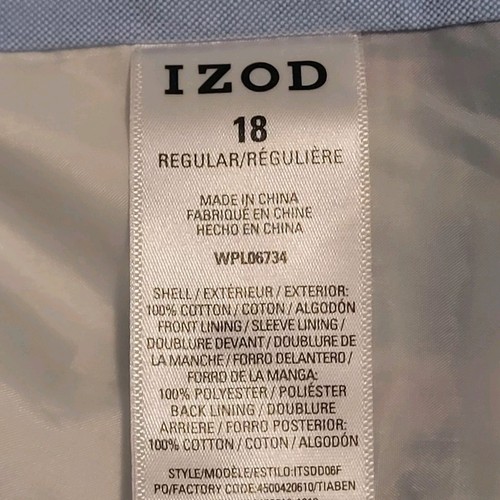 IZOD
18
REGULAR/RÉGULIÈRE
MADE IN CHINA
FABRIQUÉ EN CHINE
HECHO EN CHINA
WPL06734
SHELL / EXTÉRIEUR / EXTERIOR:
100% COTTON / COTON / ALGODÓN
FRONT LINING / SLEEVE LINING /
DOUBLURE DEVANT / DOUBLURE DE
LA MANCHE / FORRO DELANTERO /
FORRO DE LA MANGA:
100% POLYESTER / POLIÉSTER
BACK LINING / DOUBLURE
ARRIERE / FORRO POSTERIOR:
100% COTTON / COTON / ALGODÓN
STYLE/MODÈLE/ESTILO:ITSDD06F
PO/FACTORY CODE:4500420610/TIABEN